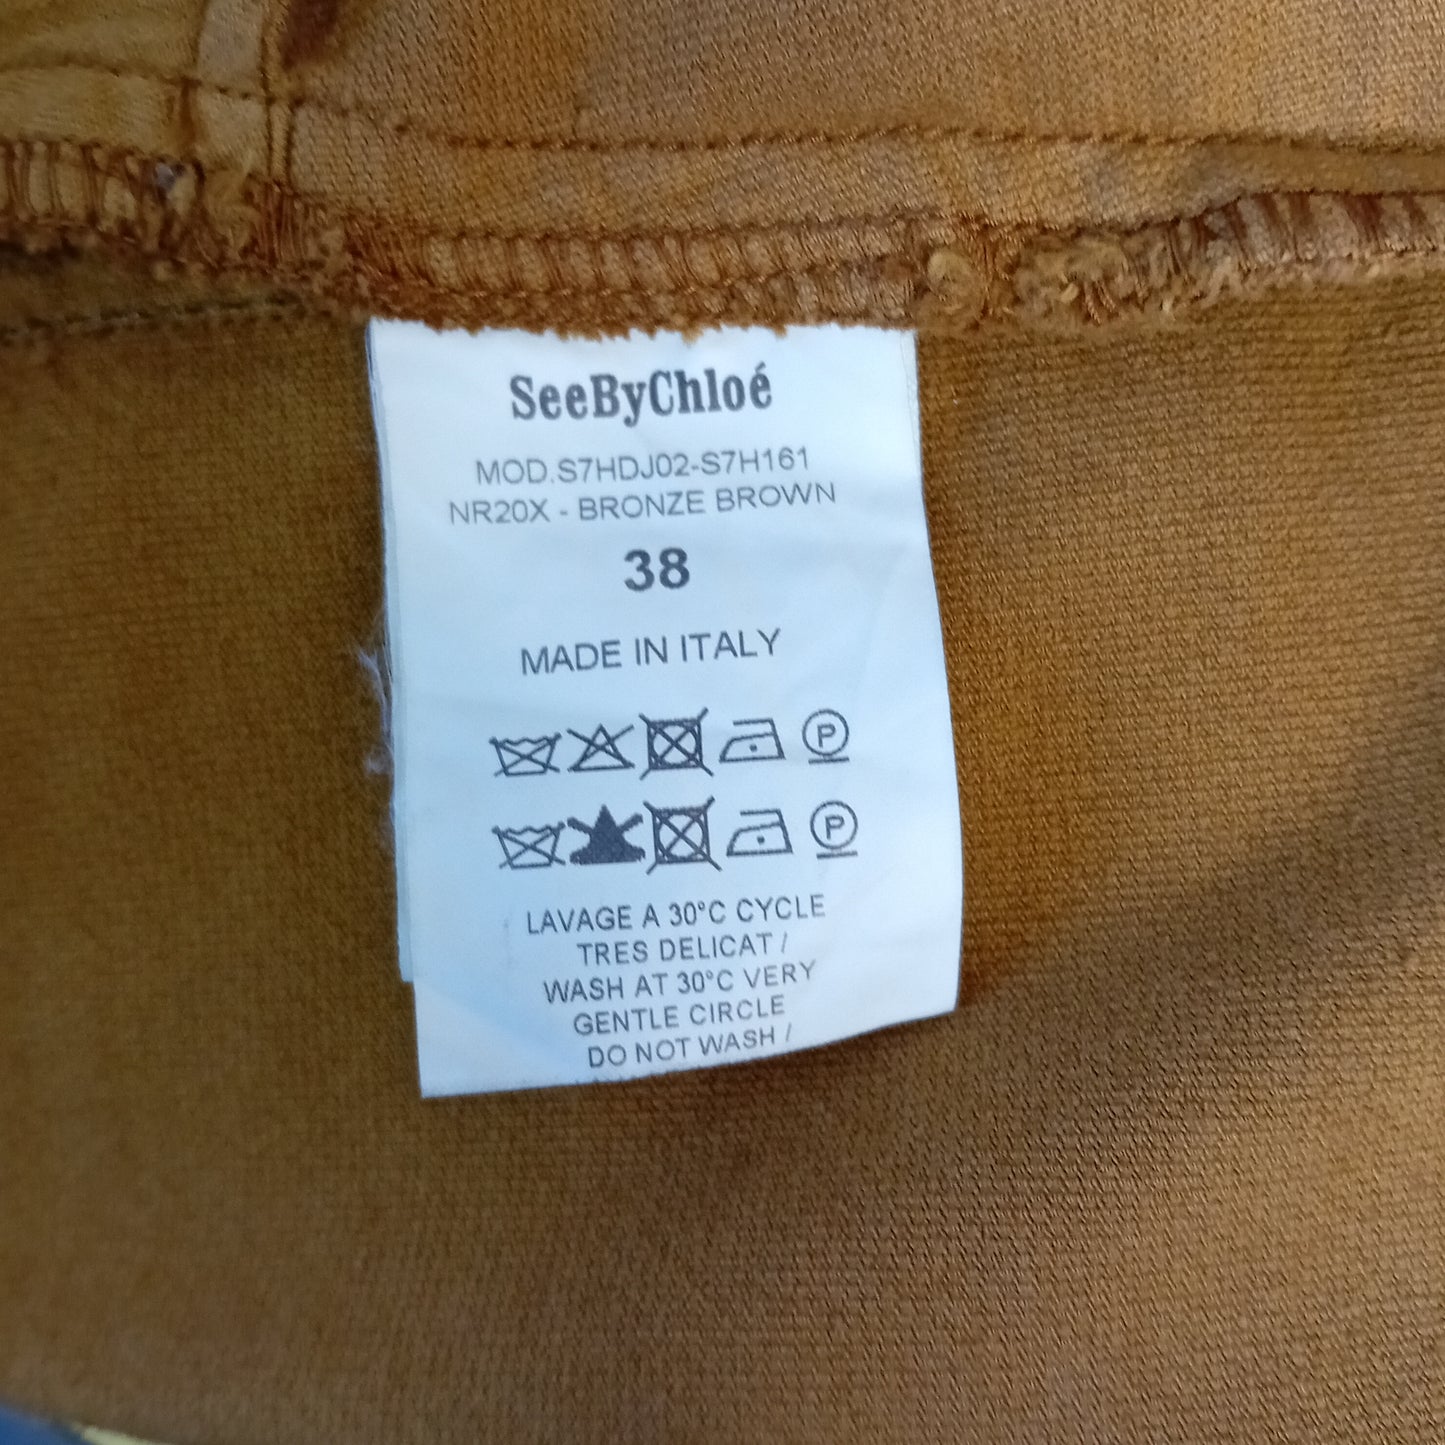 SeeByChloé
MOD.S7HDJ02-S7H161
NR20X - BRONZE BROWN
38
MADE IN ITALY
P
P
LAVAGE A 30°C CYCLE
TRES DELICAT /
WASH AT 30°C VERY
GENTLE CIRCLE
DO NOT WASH /